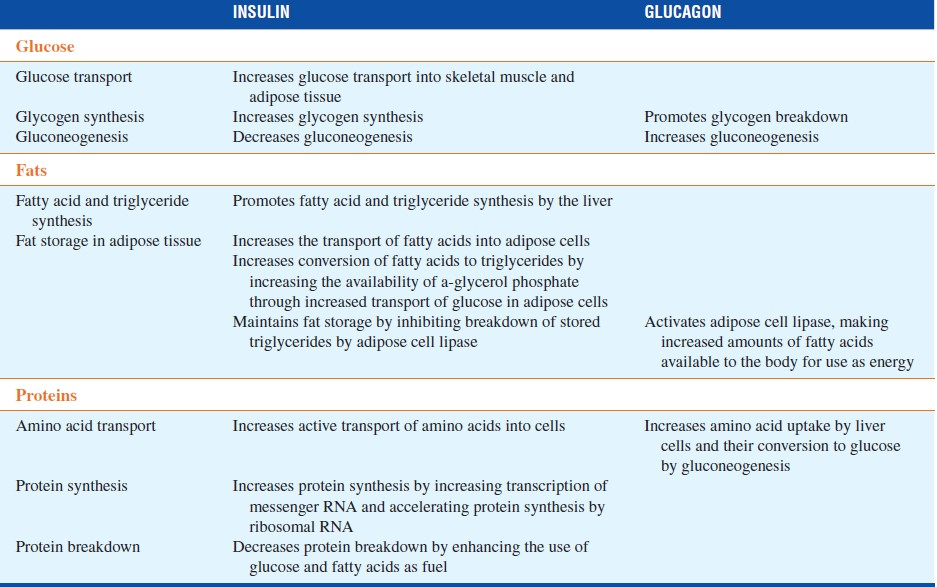 INSULIN GLUCAGON
Glucose
Glucose transport Increases glucose transport into skeletal muscle and
adipose tissue
Glycogen synthesis Increases glycogen synthesis Promotes glycogen breakdown
Gluconeogenesis Decreases gluconeogenesis Increases gluconeogenesis
Fats
Fatty acid and triglyceride Promotes fatty acid and triglyceride synthesis by the liver
synthesis
Fat storage in adipose tissue Increases the transport of fatty acids into adipose cells
Increases conversion of fatty acids to triglycerides by
increasing the availability of a-glycerol phosphate
through increased transport of glucose in adipose cells
Maintains fat storage by inhibiting breakdown of stored Activates adipose cell lipase, making
triglycerides by adipose cell lipase increased amounts of fatty acids
available to the body for use as energy
Proteins
Amino acid transport Increases active transport of amino acids into cells Increases amino acid uptake by liver
cells and their conversion to glucose
by gluconeogenesis
Protein synthesis Increases protein synthesis by increasing transcription of
messenger RNA and accelerating protein synthesis by
ribosomal RNA
Protein breakdown Decreases protein breakdown by enhancing the use of
glucose and fatty acids as fuel